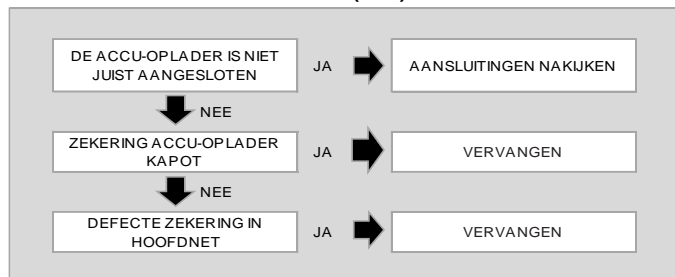 DE ACCU-OPLADER IS NIET
JUIST AANGESLOTEN
JA
AANSLUITINGEN NAKIJKEN
NEE
ZEKERING ACCU-OPLADER
KAPOT
JA
VERVANGEN
NEE
DEFECTE ZEKERING IN
HOOFDNET
JA
VERVANGEN